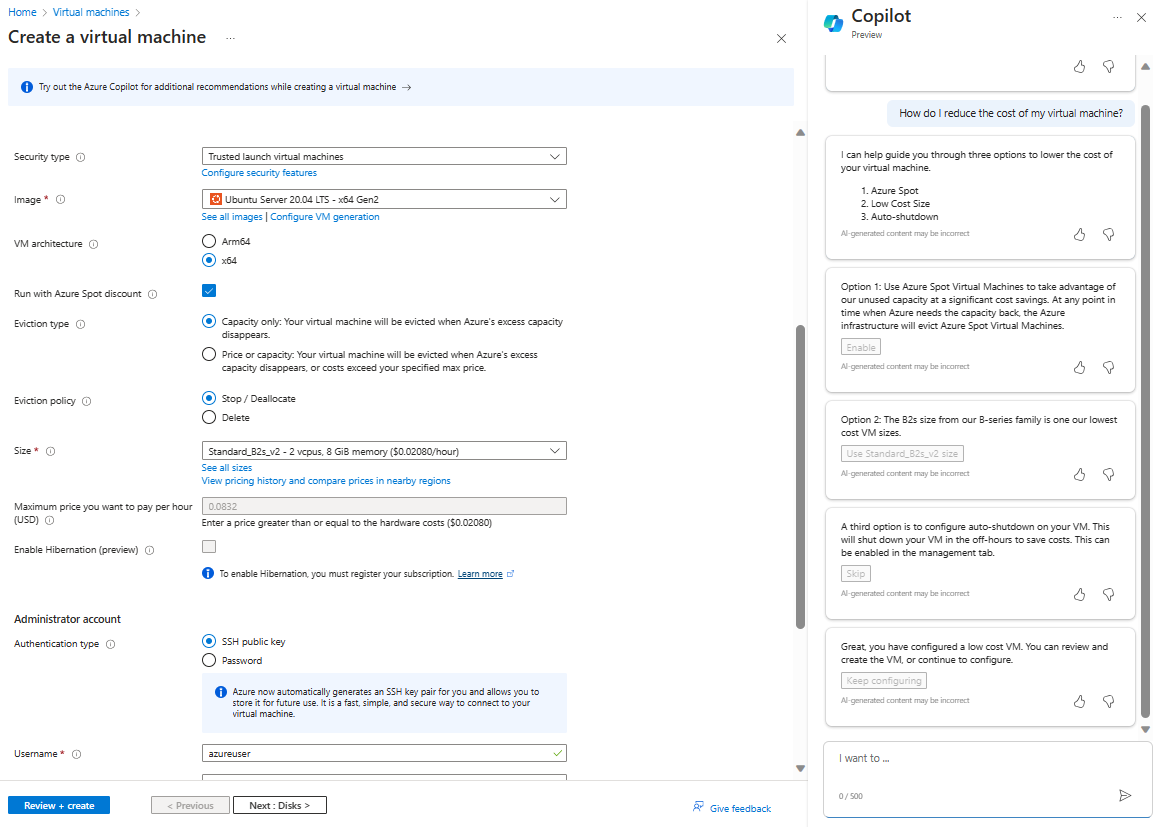 Home > Virtual machines >
Create a virtual machine ...
Try out the Azure Copilot for additional recommendations while creating a virtual machine →
Security type
Trusted launch virtual machines
Configure security features
Image *
Ubuntu Server 20.04 LTS - x64 Gen2
See all images | Configure VM generation
VM architecture
Arm64
x64
Run with Azure Spot discount
Eviction type
Capacity only: Your virtual machine will be evicted when Azure's excess capacity
disappears.
Price or capacity: Your virtual machine will be evicted when Azure's excess
capacity disappears, or costs exceed your specified max price.
Eviction policy
Stop / Deallocate
Delete
Size *
Standard_B2s_v2 - 2 vcpus, 8 GiB memory ($0.02080/hour)
See all sizes
View pricing history and compare prices in nearby regions
Maximum price you want to pay per hour
(USD)
0.0832
Enter a price greater than or equal to the hardware costs ($0.02080)
Enable Hibernation (preview)
To enable Hibernation, you must register your subscription. Learn more
Administrator account
Authentication type
SSH public key
Password
Azure now automatically generates an SSH key pair for you and allows you to
store it for future use. It is a fast, simple, and secure way to connect to your
virtual machine.
Username *
azureuser
Review + create
< Previous
Next : Disks >
Give feedback
Copilot
Preview
...
How do I reduce the cost of my virtual machine?
I can help guide you through three options to lower the cost of
your virtual machine.
1. Azure Spot
2. Low Cost Size
3. Auto-shutdown
AI-generated content may be incorrect
Option 1: Use Azure Spot Virtual Machines to take advantage of
our unused capacity at a significant cost savings. At any point in
time when Azure needs the capacity back, the Azure
infrastructure will evict Azure Spot Virtual Machines.
Enable
AI-generated content may be incorrect
Option 2: The B2s size from our B-series family is one our lowest
cost VM sizes.
Use Standard_B2s_v2 size
AI-generated content may be incorrect
A third option is to configure auto-shutdown on your VM. This
will shut down your VM in the off-hours to save costs. This can
be enabled in the management tab.
Skip
AI-generated content may be incorrect
Great, you have configured a low cost VM. You can review and
create the VM, or continue to configure.
Keep configuring
AI-generated content may be incorrect
I want to ...
0 / 500